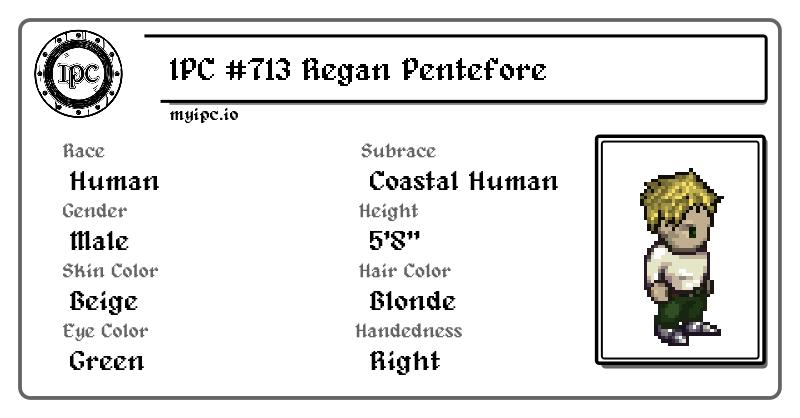 IPC
IPC #713 Regan Pentefore
myipc.io
Race
Human
Subrace
Coastal Human
Gender
Male
Height
5'8"
Skin Color
Beige
Hair Color
Blonde
Eye Color
Green
Handedness
Right